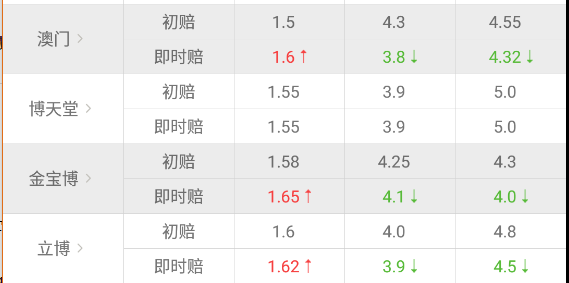 澳门 初赔 1.5 4.3 4.55
即时赔 1.6↑ 3.8↓ 4.32↓
博天堂 初赔 1.55 3.9 5.0
即时赔 1.55 3.9 5.0
金宝博 初赔 1.58 4.25 4.3
即时赔 1.65↑ 4.1↓ 4.0↓
立博 初赔 1.6 4.0 4.8
即时赔 1.62↑ 3.9↓ 4.5↓